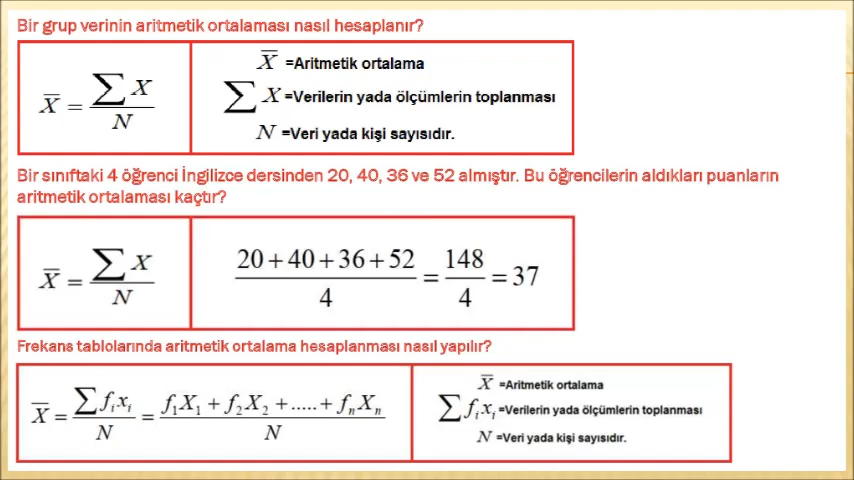 Bir grup verinin aritmetik ortalaması nasıl hesaplanır?
X̄ = ∑ X / N
X̄ =Aritmetik ortalama
∑ X =Verilerin yada ölçümlerin toplanması
N =Veri yada kişi sayısıdır.
Bir sınıftaki 4 öğrenci İngilizce dersinden 20, 40, 36 ve 52 almıştır. Bu öğrencilerin aldıkları puanların
aritmetik ortalaması kaçtır?
X̄ = ∑ X / N
20 + 40 + 36 + 52 / 4 = 148 / 4 = 37
Frekans tablolarında aritmetik ortalama hesaplanması nasıl yapılır?
X̄ = ∑ fᵢxᵢ / N = f₁X₁ + f₂X₂ + ..... + fₙXₙ / N
X̄ =Aritmetik ortalama
∑ fᵢxᵢ =Verilerin yada ölçümlerin toplanması
N =Veri yada kişi sayısıdır.